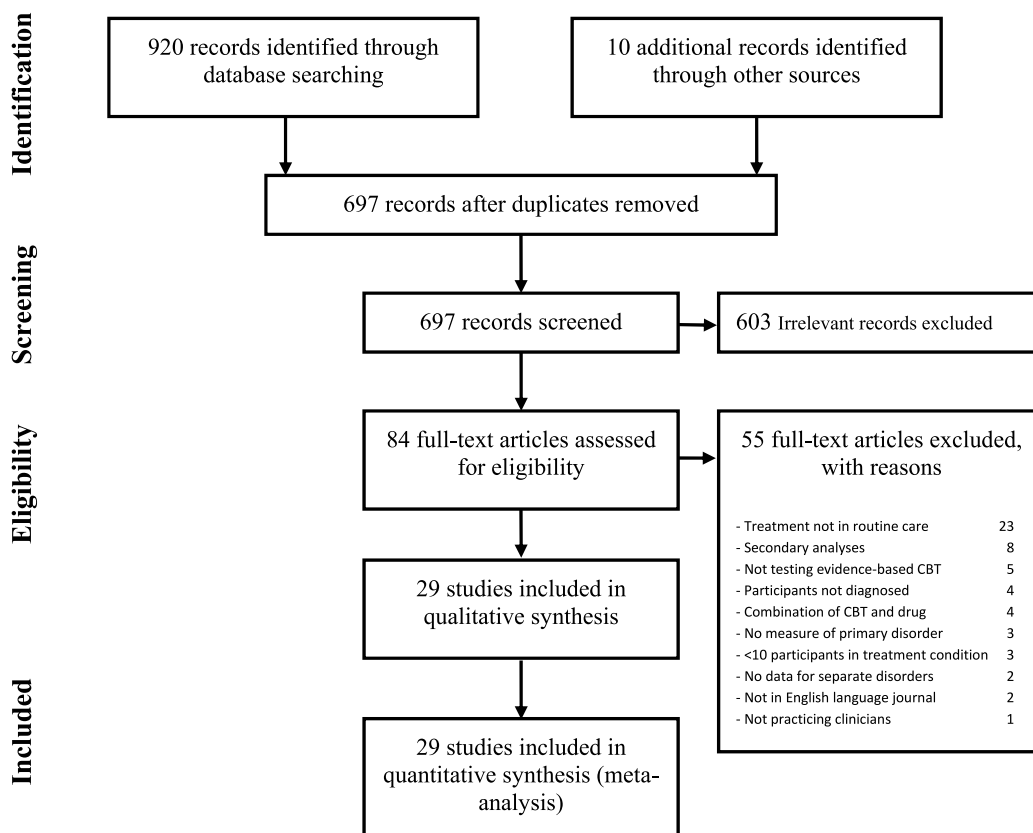 Identification
920 records identified through
database searching
10 additional records identified
through other sources
697 records after duplicates removed
Screening
697 records screened
603 Irrelevant records excluded
Eligibility
84 full-text articles assessed
for eligibility
55 full-text articles excluded,
with reasons
- Treatment not in routine care 23
- Secondary analyses 8
- Not testing evidence-based CBT 5
- Participants not diagnosed 4
- Combination of CBT and drug 4
- No measure of primary disorder 3
- <10 participants in treatment condition 3
- No data for separate disorders 2
- Not in English language journal 2
- Not practicing clinicians 1
29 studies included in
qualitative synthesis
Included
29 studies included in
quantitative synthesis (meta-
analysis)